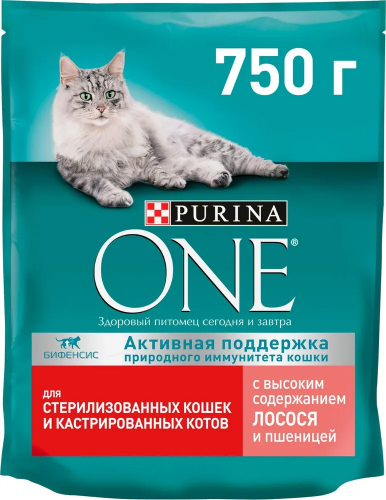 750 г
PURINA
ONE®
Здоровый питомец сегодня и завтра
БИФЕНСИС
Активная поддержка
природного иммунитета кошки
для
СТЕРИЛИЗОВАННЫХ КОШЕК
И КАСТРИРОВАННЫХ КОТОВ
с высоким
содержанием
ЛОСОСЯ
и пшеницей